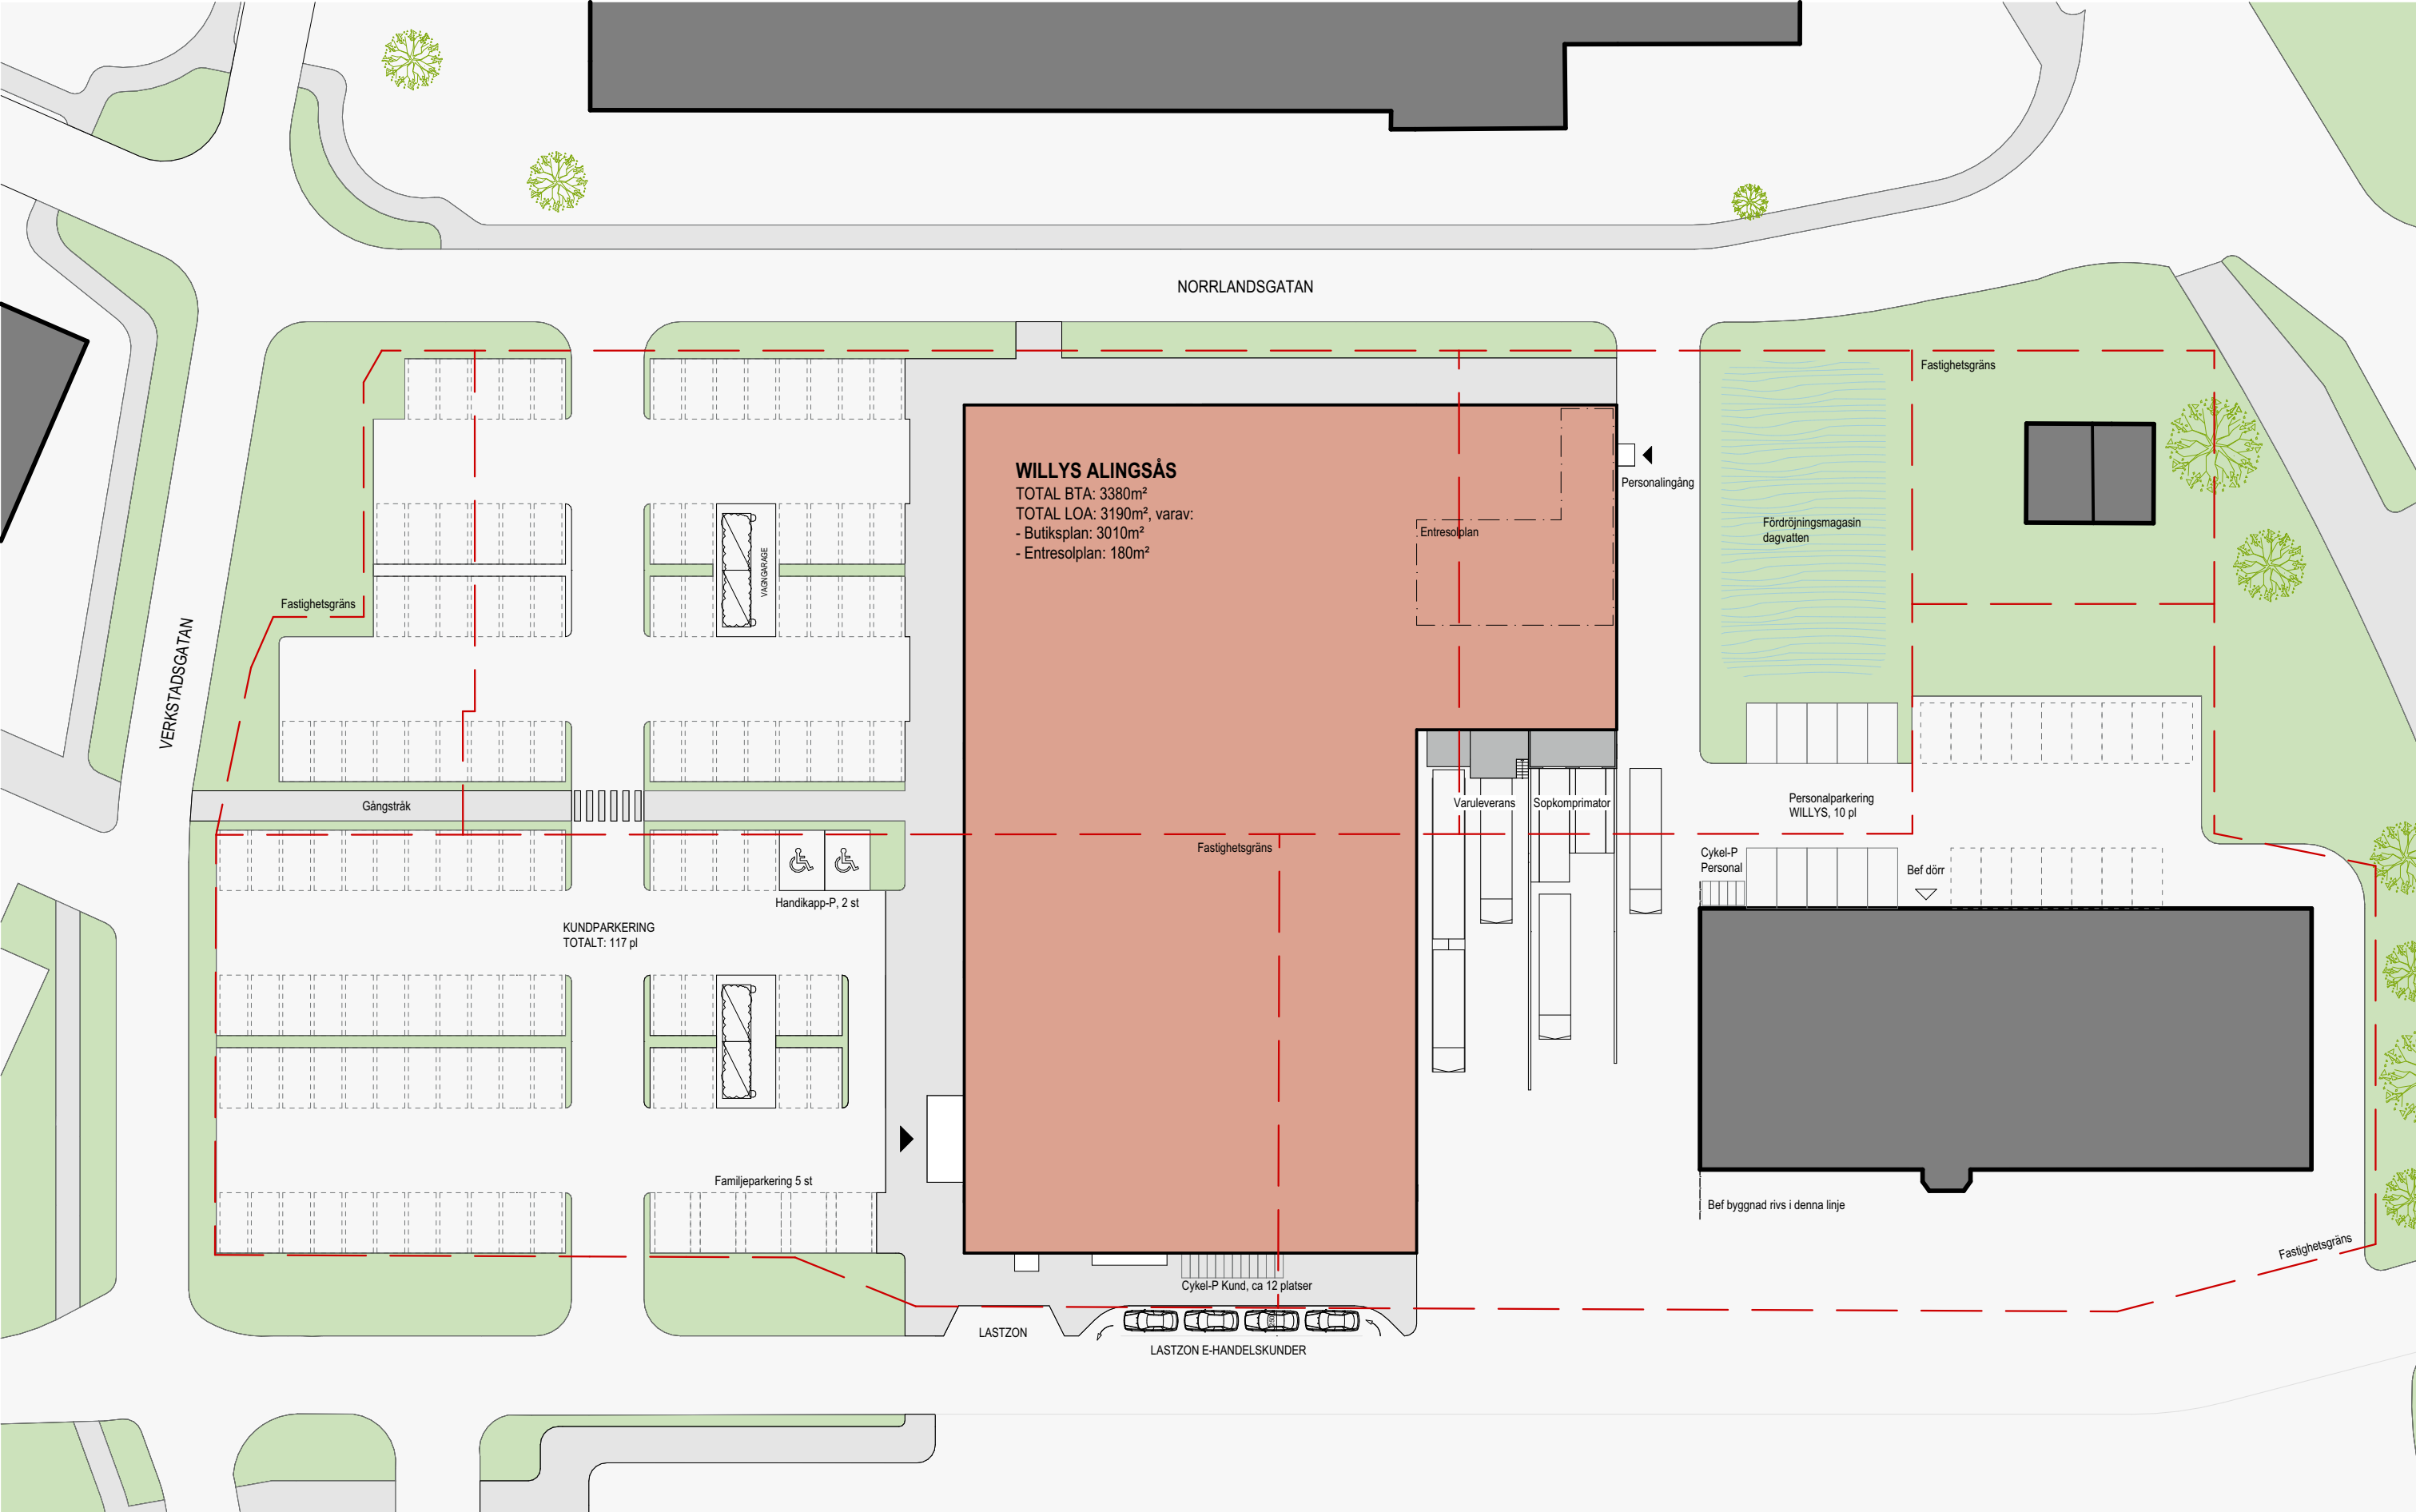 NORRLANDSGATAN
Fastighetsgräns
WILLYS ALINGSÅS
TOTAL BTA: 3380m²
TOTAL LOA: 3190m², varav:
- Butiksplan: 3010m²
- Entresolplan: 180m²
Personalingång
Entresolplan
Fördröjningsmagasin
dagvatten
VAGNGARAGE
Fastighetsgräns
VERKSTADSGATAN
Gångstråk
Varuleverans
Sopkomprimator
Personalparkering
WILLYS, 10 pl
Fastighetsgräns
Cykel-P
Personal
Bef dörr
Handikapp-P, 2 st
KUNDPARKERING
TOTALT: 117 pl
Familjeparkering 5 st
Bef byggnad rivs i denna linje
Fastighetsgräns
Cykel-P Kund, ca 12 platser
LASTZON
LASTZON E-HANDELSKUNDER